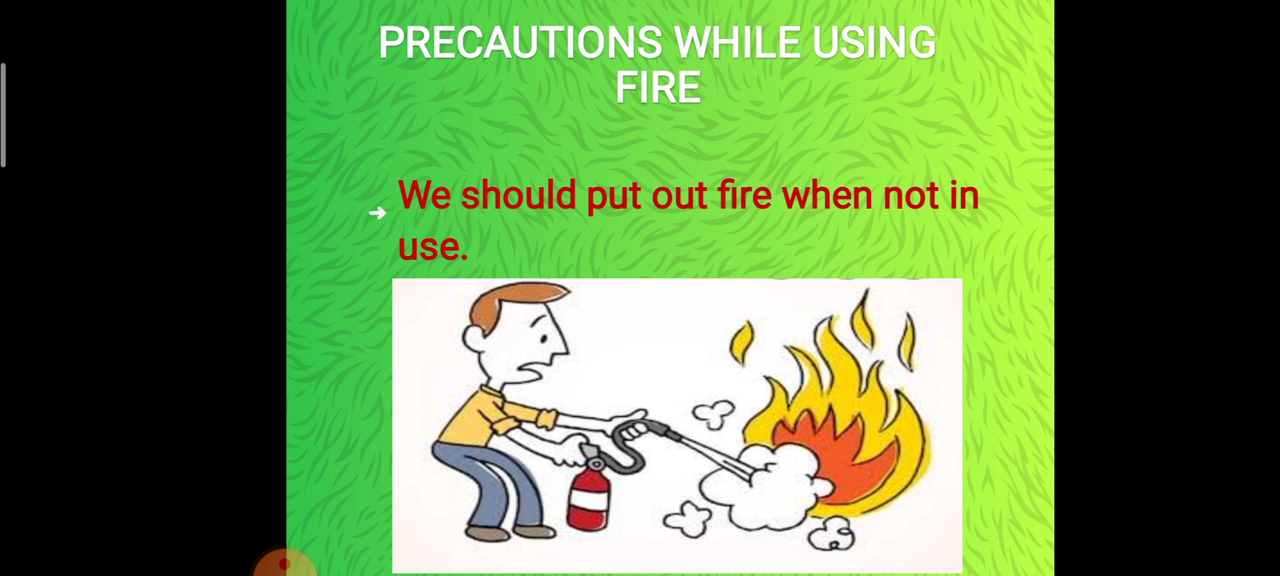 PRECAUTIONS WHILE USING
FIRE
We should put out fire when not in
use.